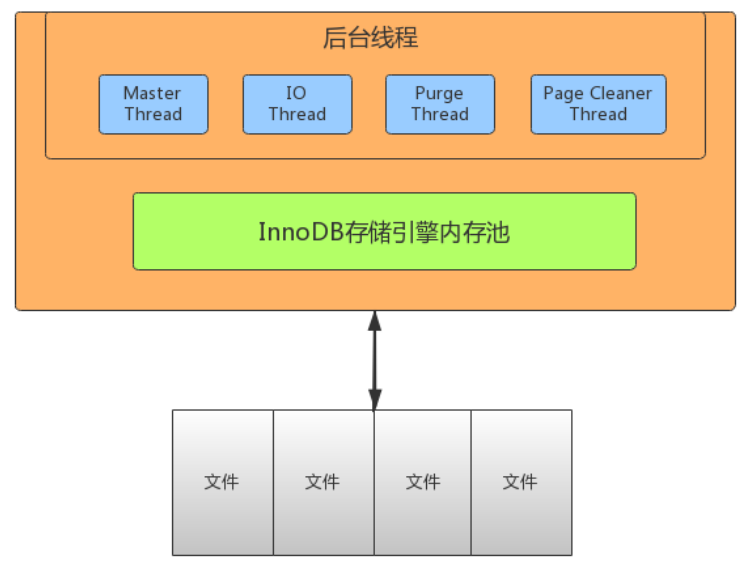 后台线程
Master
Thread
IO
Thread
Purge
Thread
Page Cleaner
Thread
InnoDB存储引擎内存池
文件
文件
文件
文件